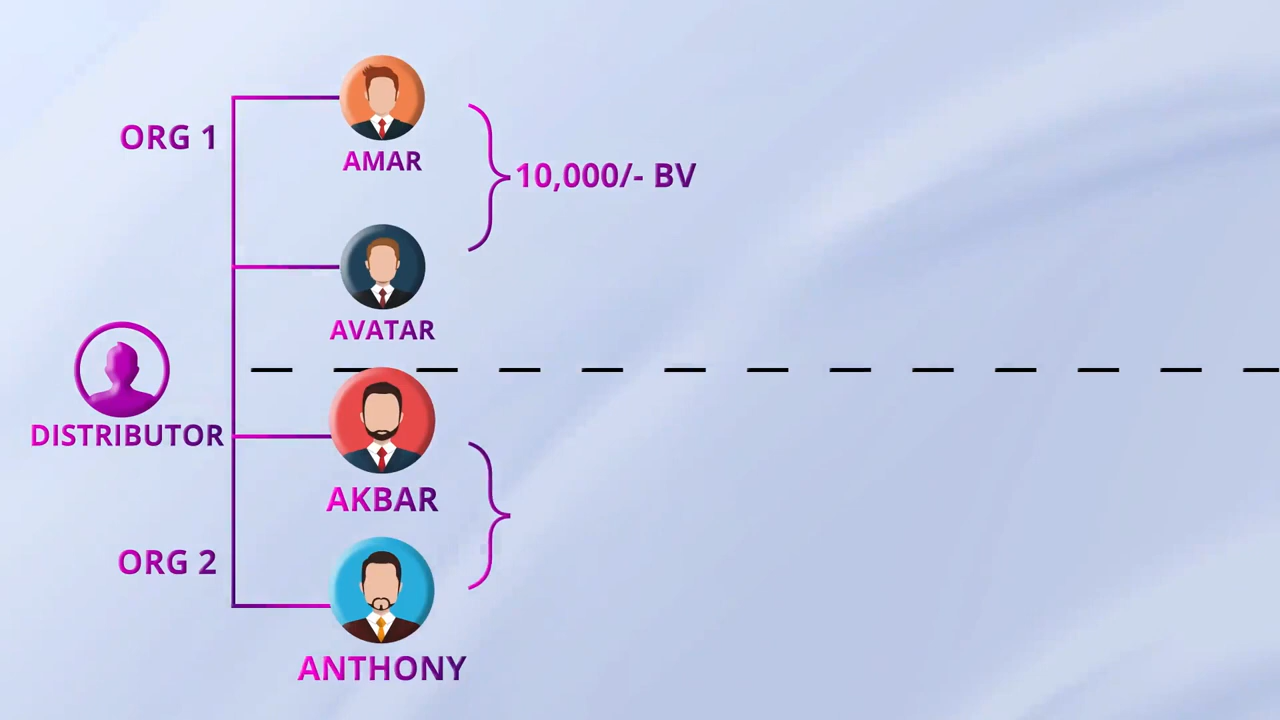 ORG 1
AMAR
10,000/- BV
AVATAR
DISTRIBUTOR
AKBAR
ORG 2
ANTHONY